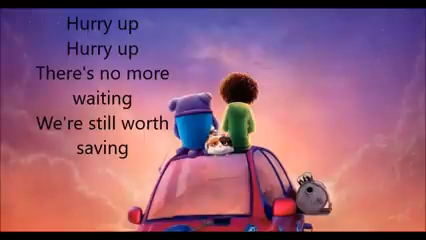 Hurry up
Hurry up
There's no more
waiting
We're still worth
saving